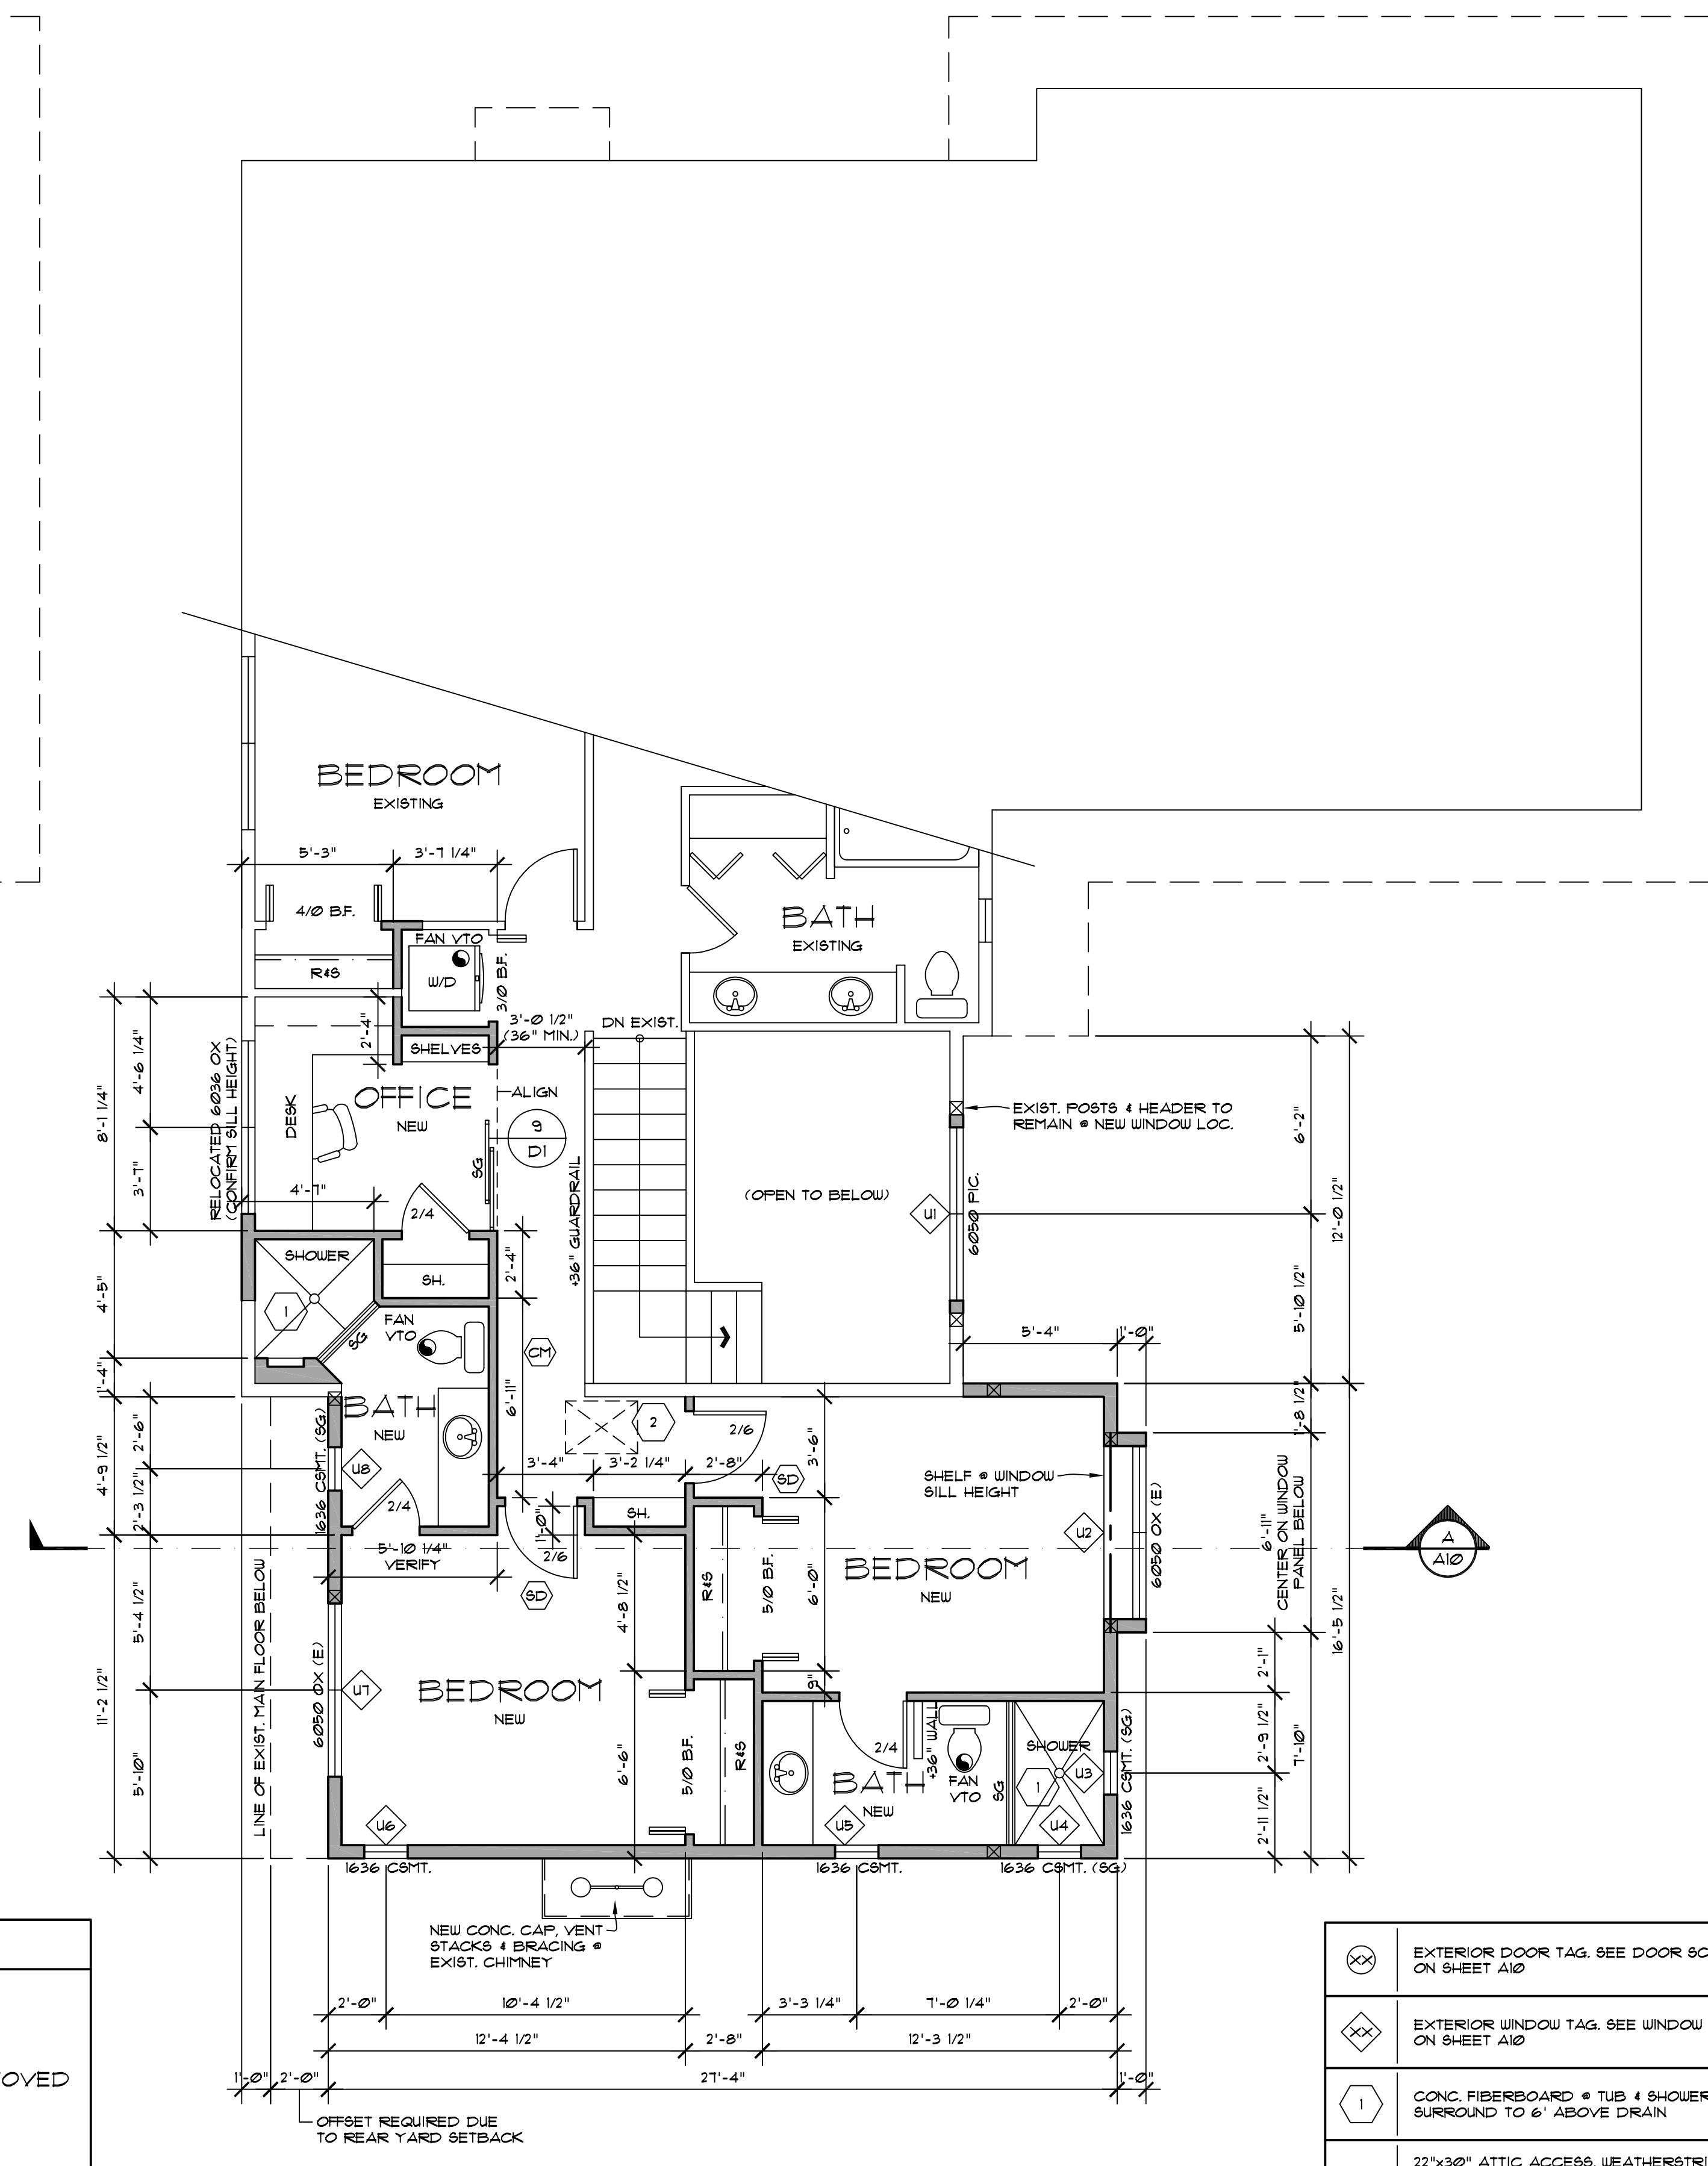 BEDROOM
EXISTING
5'-3"
3'-7 1/4"
4/0 B.F.
FAN VTO
R&S
W/D
3/0 B.F.
BATH
EXISTING
3'-0 1/2"
(36" MIN.)
DN EXIST.
2'-4"
SHELVES
OFFICE
NEW
DESK
ALIGN
9
D1
SG
4'-7"
2/4
RELOCATED 6036 OX
(CONFIRM SILL HEIGHT)
8'-1 1/4"
4'-6 1/4"
3'-7"
EXIST. POSTS & HEADER TO
REMAIN @ NEW WINDOW LOC.
(OPEN TO BELOW)
U1
6050 PIC.
+36" GUARDRAIL
6'-2"
12'-0 1/2"
5'-10 1/2"
SHOWER
1
SH.
2'-4"
SG
FAN
VTO
CM
6'-11"
4'-5"
1'-4"
BATH
NEW
2
2/6
5'-4"
1'-0"
1'-8 1/2"
4'-9 1/2"
2'-6"
2'-3 1/2"
1636 CSMT. (SG)
U8
2/4
3'-4"
3'-2 1/4"
2'-8"
SD
3'-6"
SHELF @ WINDOW
SILL HEIGHT
SH.
1'-0"
2/6
5'-10 1/4"
VERIFY
SD
U2
6050 OX (E)
6'-11"
CENTER ON WINDOW
PANEL BELOW
A
A10
BEDROOM
NEW
R&S
5/0 B.F.
6'-0"
4'-8 1/2"
16'-5 1/2"
LINE OF EXIST. MAIN FLOOR BELOW
5'-4 1/2"
11'-2 1/2"
5'-10"
6050 OX (E)
U7
BEDROOM
NEW
9"
6'-6"
5/0 B.F.
R&S
2/4
+36" WALL
BATH
NEW
FAN
VTO
SG
SHOWER
1
U3
U4
U5
U6
1636 CSMT. (SG)
2'-1"
2'-9 1/2"
7'-10"
2'-11 1/2"
1636 CSMT.
1636 CSMT.
1636 CSMT. (SG)
NEW CONC. CAP, VENT
STACKS & BRACING @
EXIST. CHIMNEY
2'-0"
10'-4 1/2"
3'-3 1/4"
7'-0 1/4"
2'-0"
12'-4 1/2"
2'-8"
12'-3 1/2"
1'-0"
2'-0"
27'-4"
1'-0"
OFFSET REQUIRED DUE
TO REAR YARD SETBACK
OVED
XX
EXTERIOR DOOR TAG. SEE DOOR SC
ON SHEET A10
XX
EXTERIOR WINDOW TAG. SEE WINDOW
ON SHEET A10
1
CONC. FIBERBOARD @ TUB & SHOWER
SURROUND TO 6' ABOVE DRAIN
22"x30" ATTIC ACCESS. WEATHERSTRI